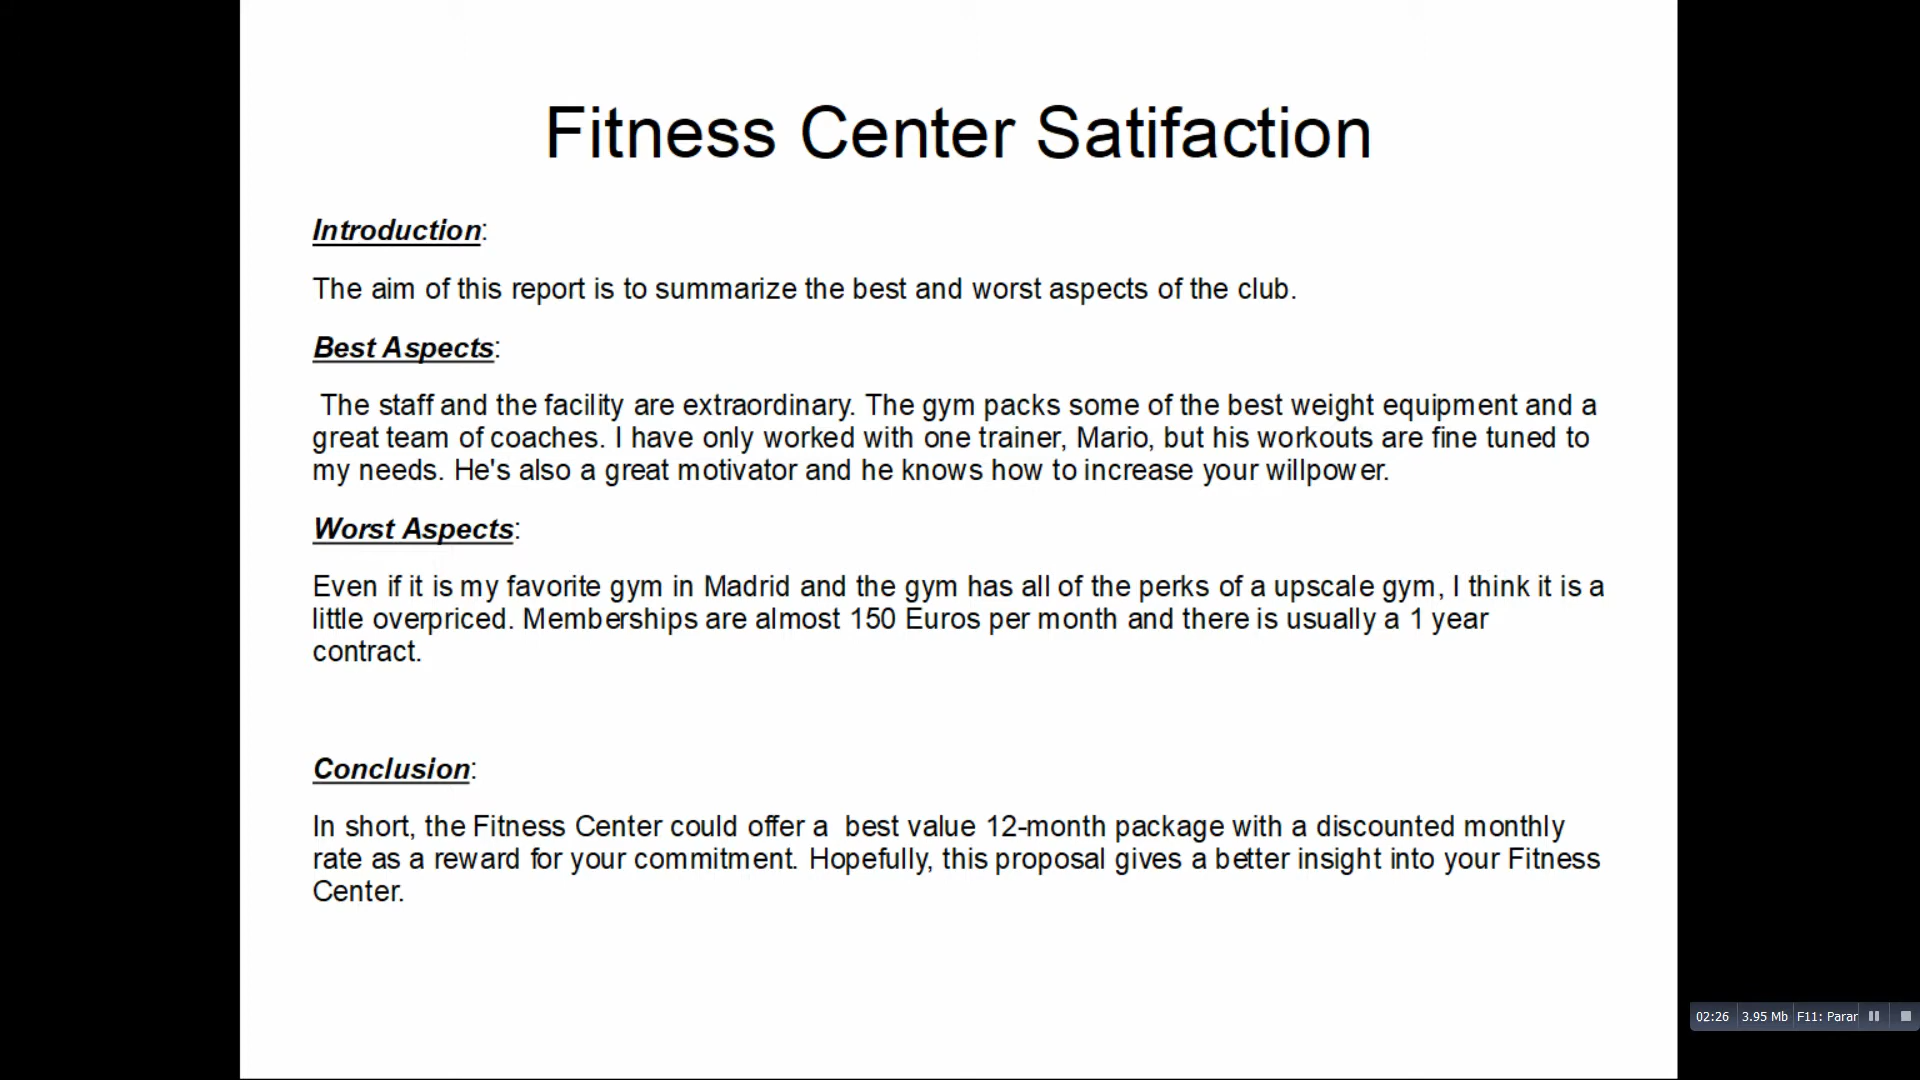 Fitness Center Satifaction
Introduction:
The aim of this report is to summarize the best and worst aspects of the club.
Best Aspects:
The staff and the facility are extraordinary. The gym packs some of the best weight equipment and a
great team of coaches. I have only worked with one trainer, Mario, but his workouts are fine tuned to
my needs. He's also a great motivator and he knows how to increase your willpower.
Worst Aspects:
Even if it is my favorite gym in Madrid and the gym has all of the perks of a upscale gym, I think it is a
little overpriced. Memberships are almost 150 Euros per month and there is usually a 1 year
contract.
Conclusion:
In short, the Fitness Center could offer a  best value 12-month package with a discounted monthly
rate as a reward for your commitment. Hopefully, this proposal gives a better insight into your Fitness
Center.
02:26 3.95 Mb F11: Parar